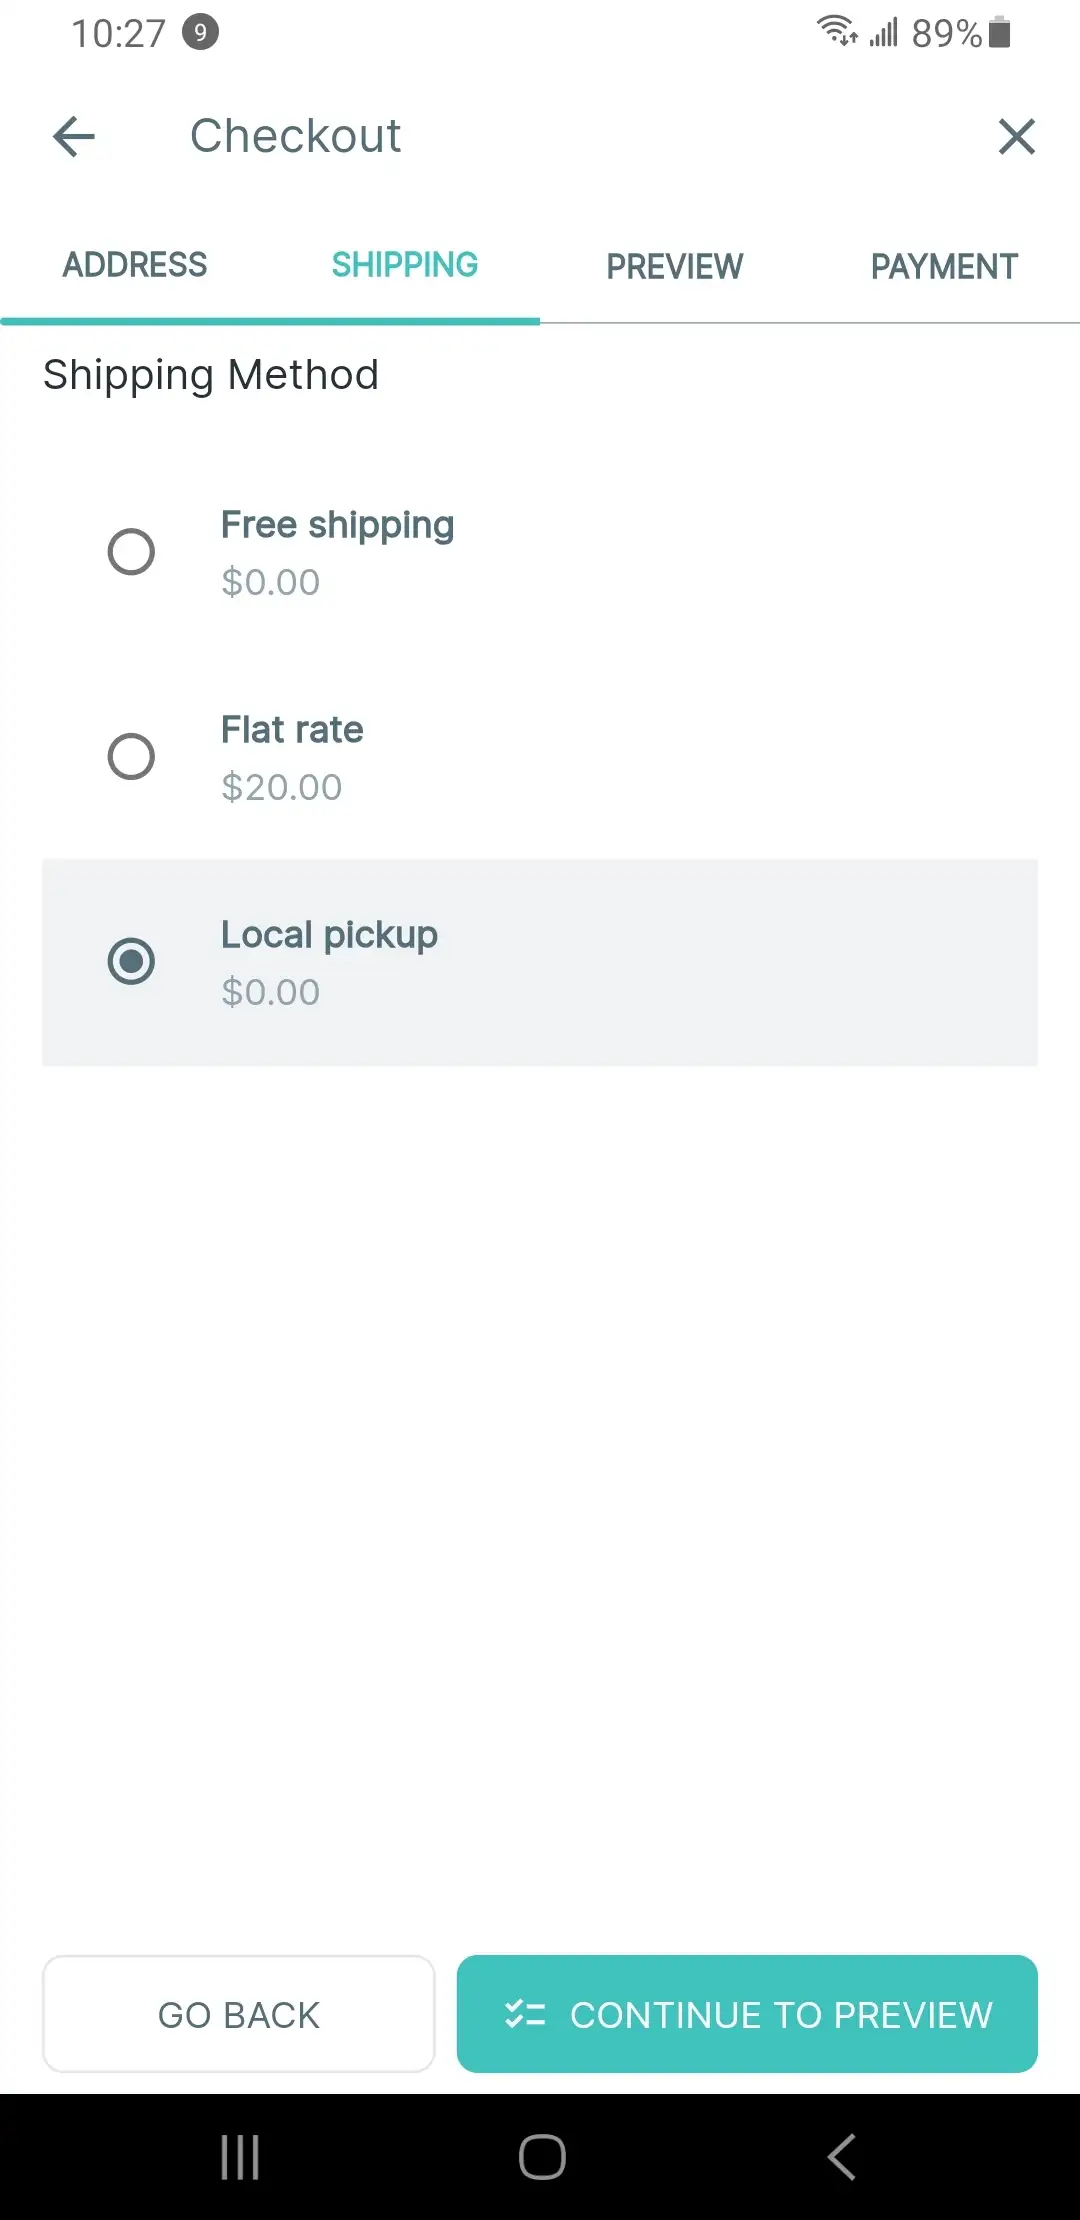 10:27 9 89%
Checkout
ADDRESS SHIPPING PREVIEW PAYMENT
Shipping Method
Free shipping
$0.00
Flat rate
$20.00
Local pickup
$0.00
GO BACK CONTINUE TO PREVIEW